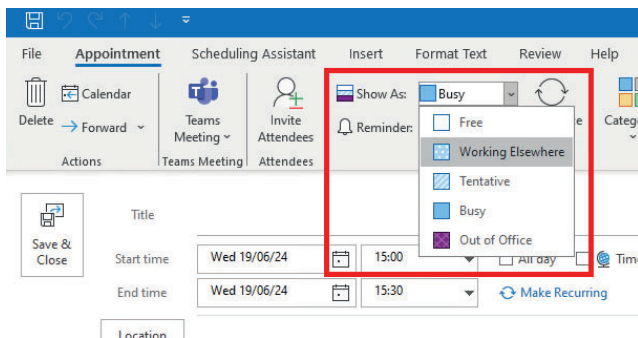 File Appointment Scheduling Assistant Insert Format Text Review Help
Delete
Calendar
Forward
Actions
Teams
Meeting
Teams Meeting
Invite
Attendees
Attendees
Show As: Busy
Reminder:
Free
Working Elsewhere
Tentative
Busy
Out of Office
Save &
Close
Title
Start time Wed 19/06/24 15:00 All day
End time Wed 19/06/24 15:30 Make Recurring
Location